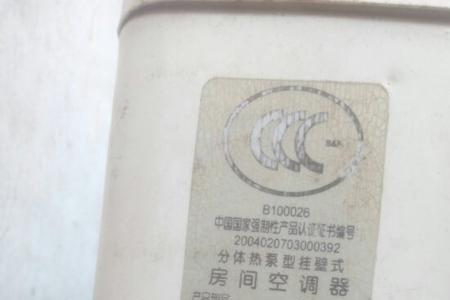 CCC
S&E
B100026
中国国家强制性产品认证证书编号
2004020703000392
分体热泵型挂壁式
房间空调器